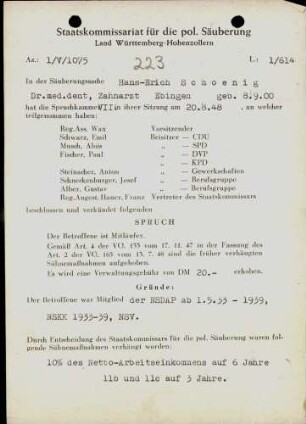 Staatskommissariat für die pol. Säuberung
Land Württemberg-Hohenzollern
Az.: 1/V/1075 223 L: 1/614
In der Säuberungssache Hans-Erich Schoenig
Dr.med.dent, Zahnarzt Ebingen geb. 8.9.00
hat die Spruchkammer VII in ihrer Sitzung am 20.8.48 , an welcher
teilgenommen haben:
Reg.Ass. Wax Vorsitzender
Schwarz, Emil Beisitzer — CDU
Musch, Alois „ — SPD
Fischer, Paul „ — DVP
„ — KPD
Steinacher, Anton „ — Gewerkschaften
Schneckenburger, Josef „ — Berufsgruppe
Alber, Gustav „ — Berufsgruppe
Reg.Angest. Hauer, Franz Vertreter des Staatskommissars
beschlossen und verkündet folgenden
SPRUCH
Der Betroffene ist Mitläufer.
Gemäß Art. 4 der VO. 133 vom 17. 11. 47 in der Fassung des
Art. 2 der VO. 165 vom 13. 7. 48 sind die früher verhängten
Sühnemaßnahmen aufgehoben.
Es wird eine Verwaltungsgebühr von DM 20.- erhoben.
Gründe:
Der Betroffene war Mitglied der NSDAP ab 1.5.33 - 1939,
NSKK 1933-39, NSV.
Durch Entscheidung des Staatskommissars für die pol. Säuberung waren fol-
gende Sühnemaßnahmen verhängt worden:
10% des Netto-Arbeitseinkommens auf 6 Jahre
11b und 11c auf 3 Jahre.